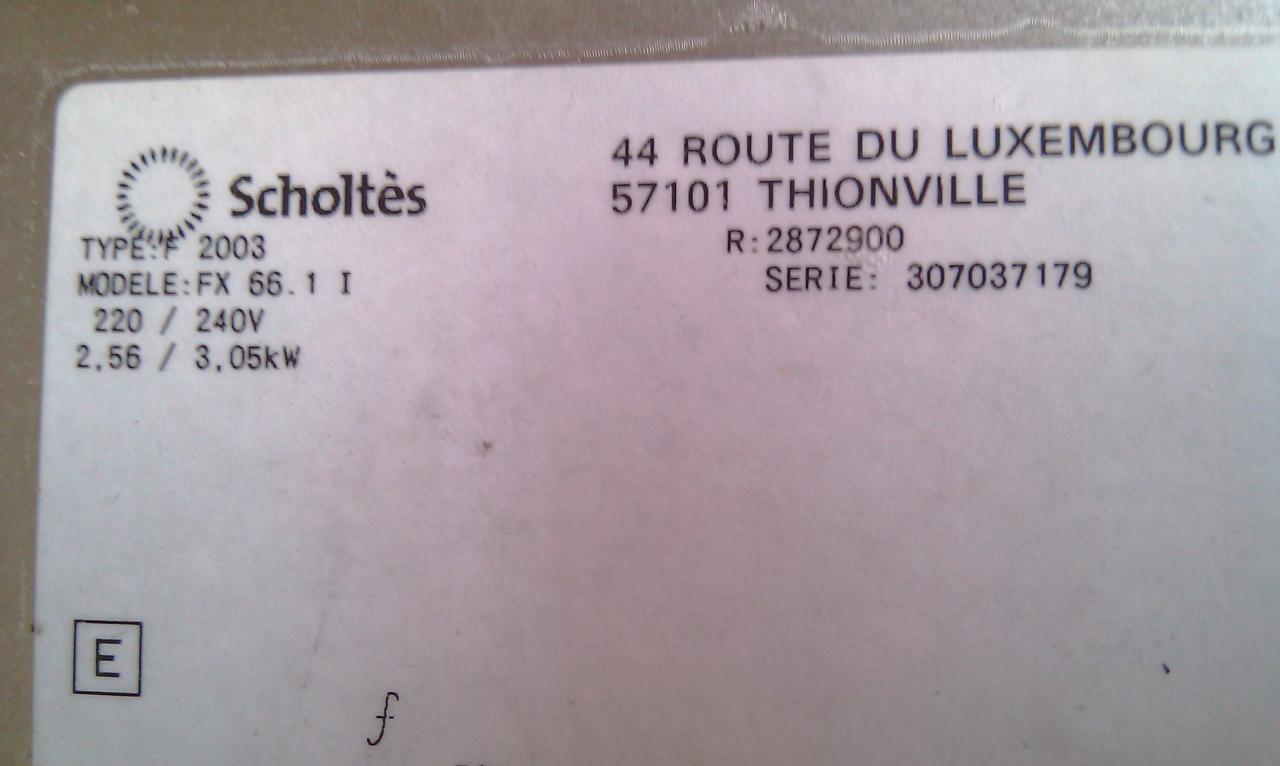 Scholtès
TYPE:F 2003
MODELE:FX 66.1 I
220 / 240V
2,56 / 3,05kW
44 ROUTE DU LUXEMBOURG
57101 THIONVILLE
R:2872900
SERIE: 307037179
E
f